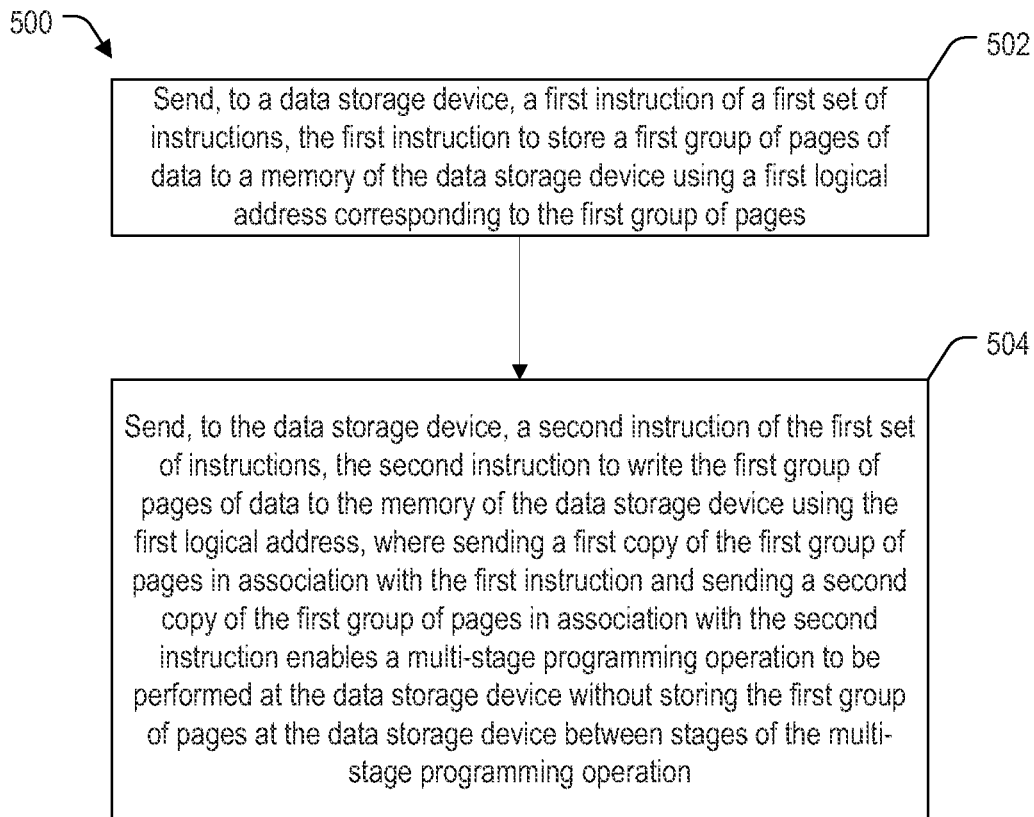 500
502
Send, to a data storage device, a first instruction of a first set of
instructions, the first instruction to store a first group of pages of
data to a memory of the data storage device using a first logical
address corresponding to the first group of pages
504
Send, to the data storage device, a second instruction of the first set
of instructions, the second instruction to write the first group of
pages of data to the memory of the data storage device using the
first logical address, where sending a first copy of the first group of
pages in association with the first instruction and sending a second
copy of the first group of pages in association with the second
instruction enables a multi-stage programming operation to be
performed at the data storage device without storing the first group
of pages at the data storage device between stages of the multi-
stage programming operation